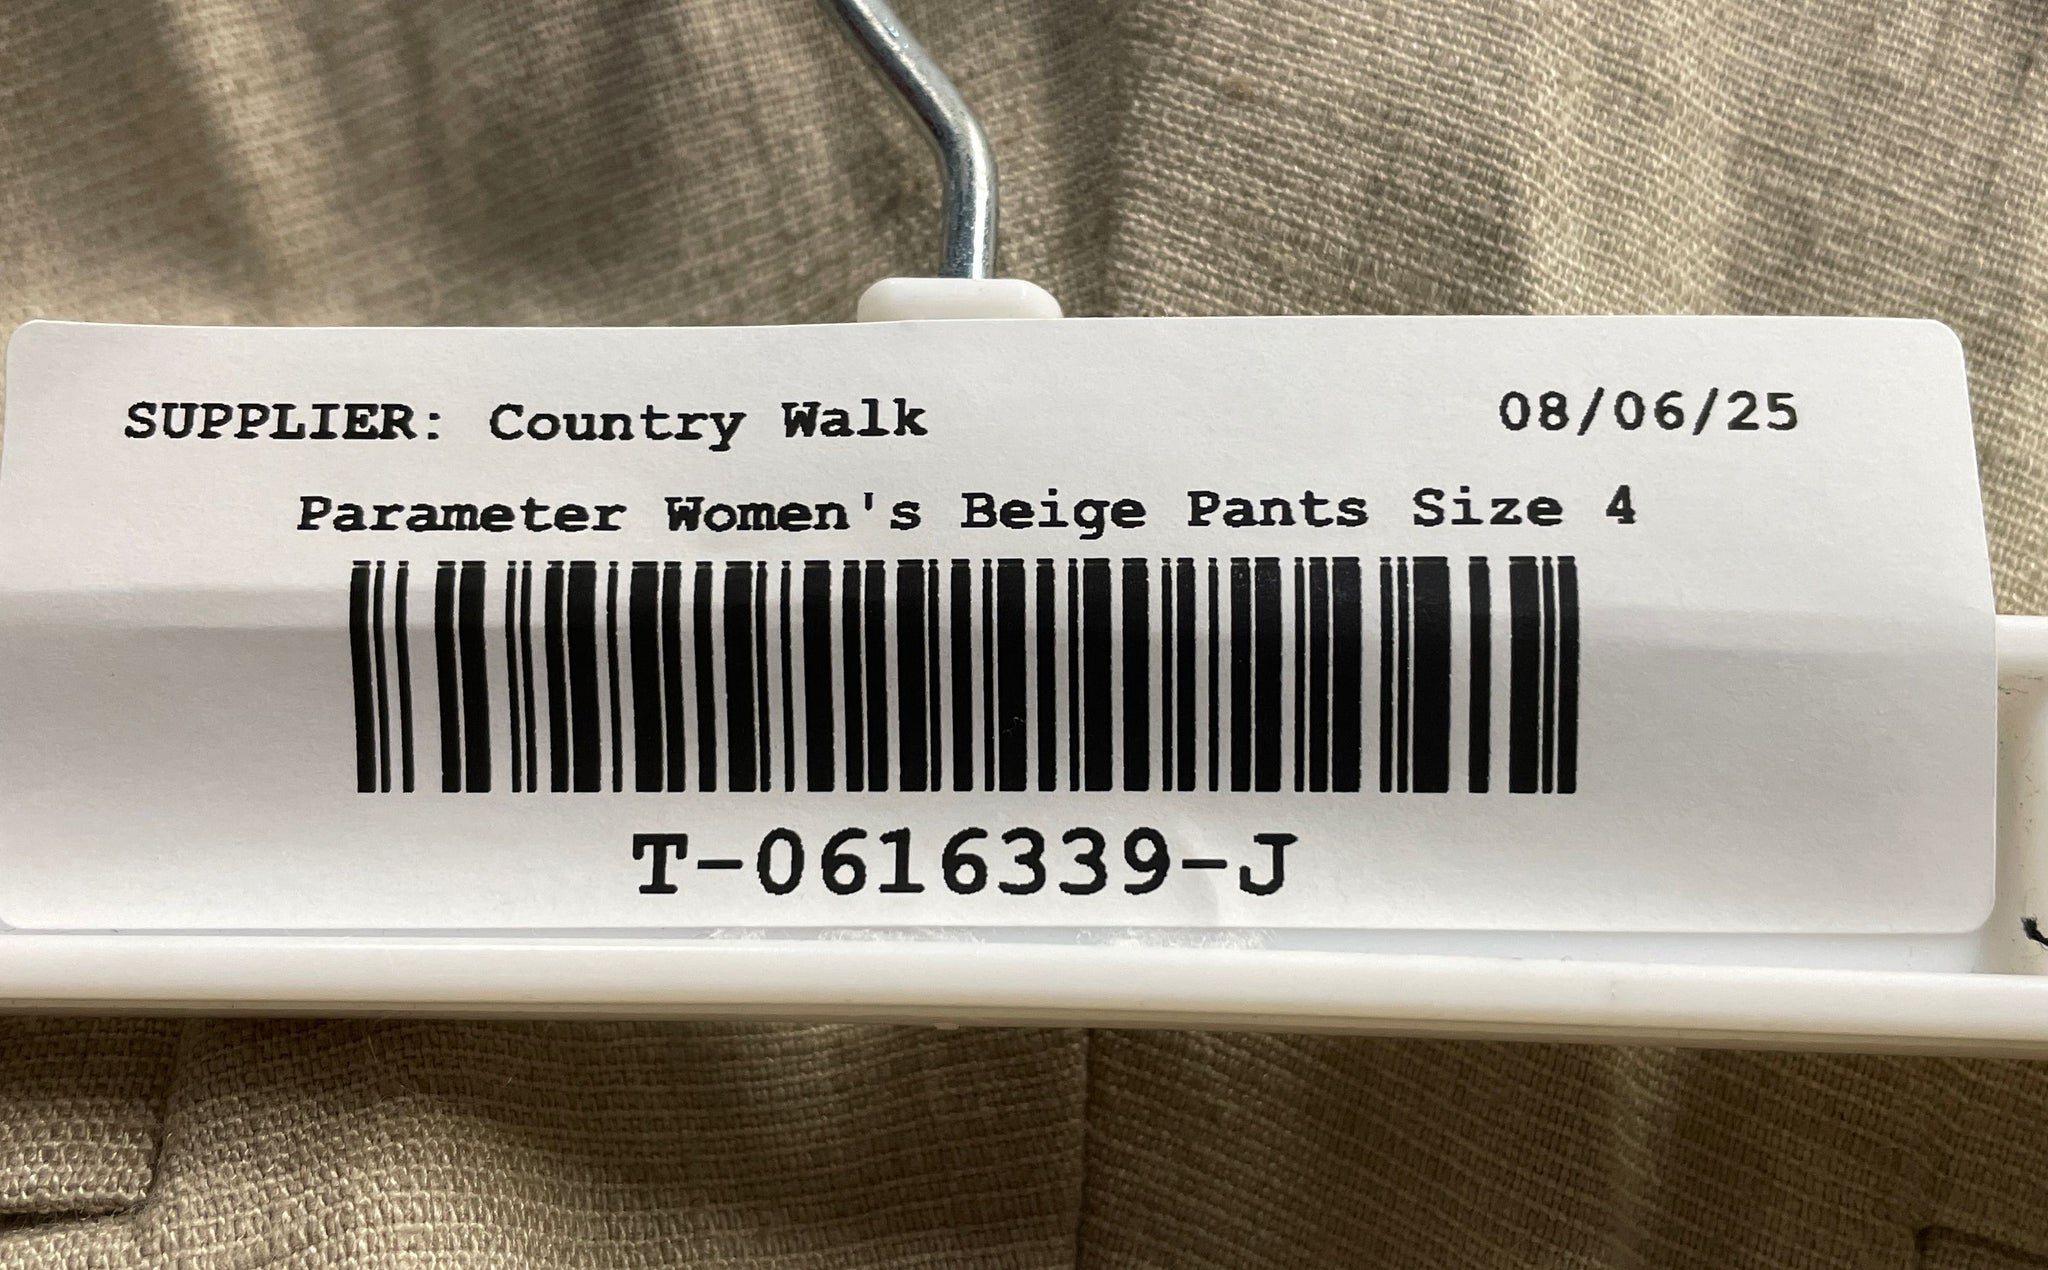 SUPPLIER: Country Walk 08/06/25
Parameter Women's Beige Pants Size 4
T-0616339-J